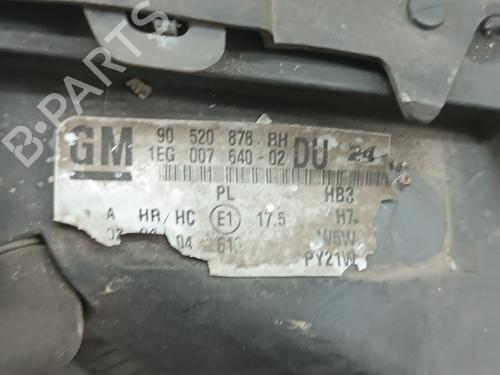 GM 90 520 878 RH DU 24
1EG 007 640-02
PL HB3
A HR/HC E1 17.5 H7
04 W5W
PY21W
B-Parts